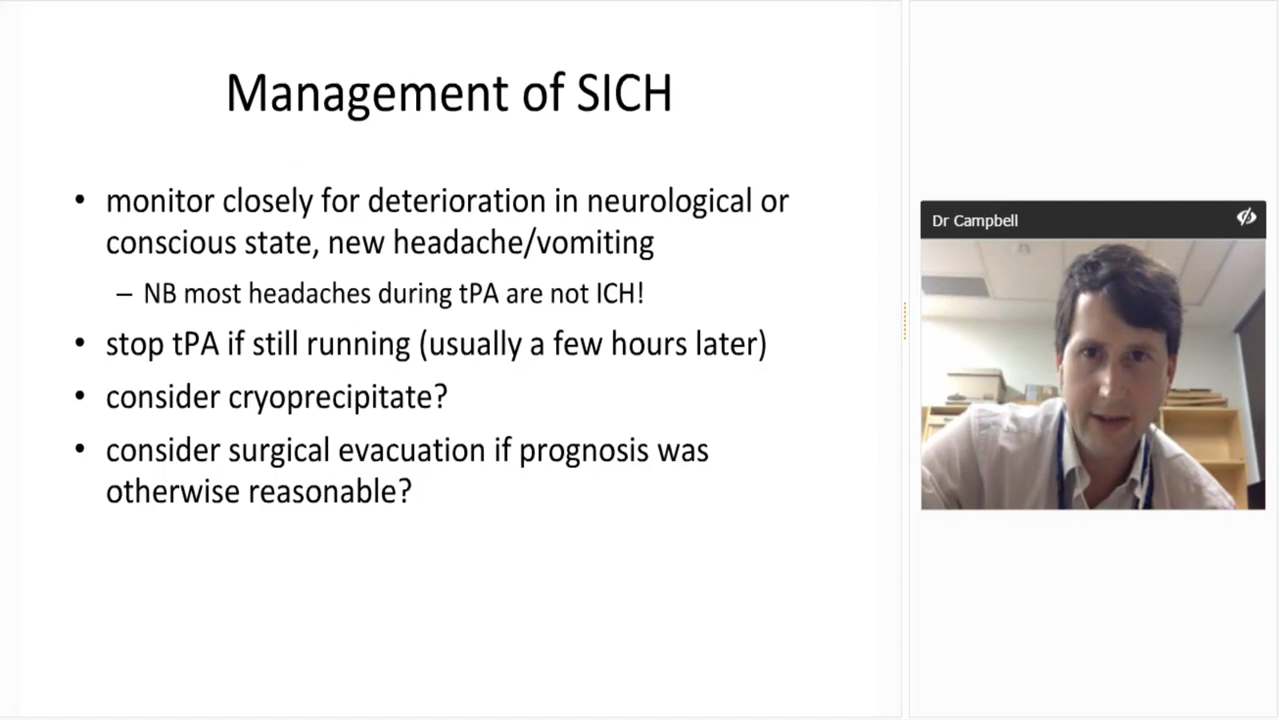 Management of SICH
• monitor closely for deterioration in neurological or
conscious state, new headache/vomiting
– NB most headaches during tPA are not ICH!
• stop tPA if still running (usually a few hours later)
• consider cryoprecipitate?
• consider surgical evacuation if prognosis was
otherwise reasonable?
Dr Campbell